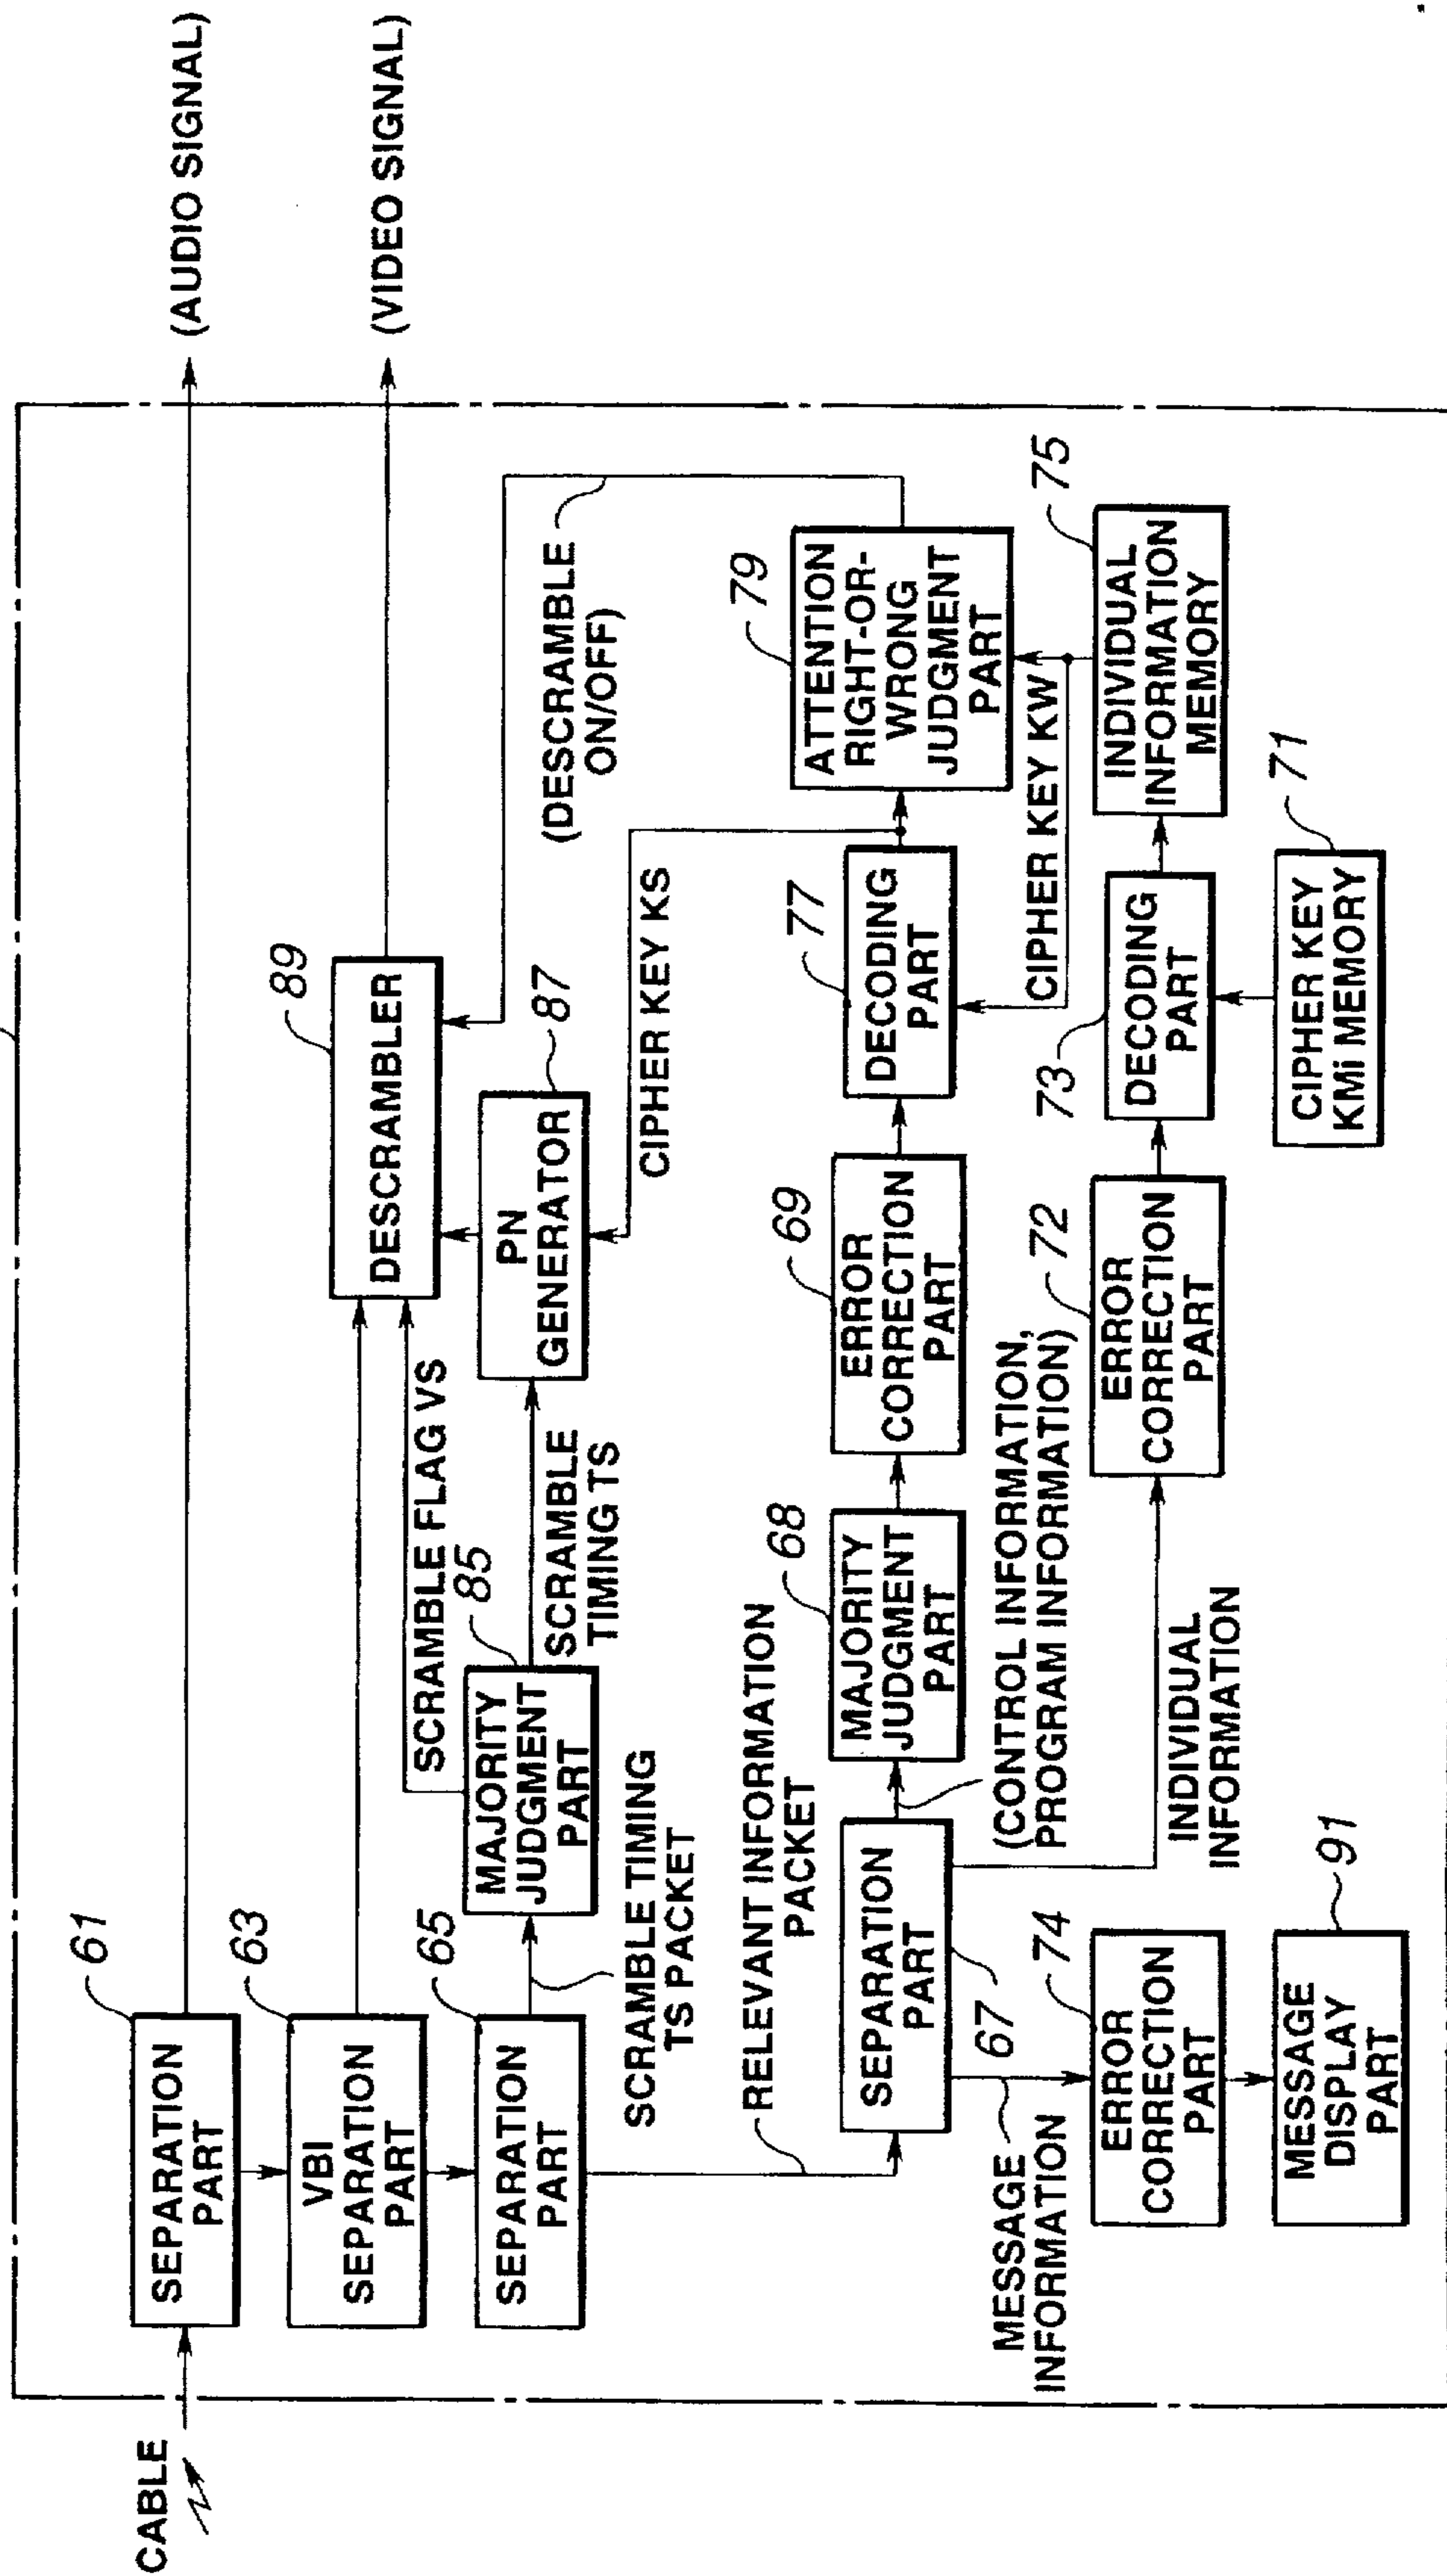 CABLE
61
SEPARATION
PART
(AUDIO SIGNAL)
63
VBI
SEPARATION
PART
(VIDEO SIGNAL)
65
SEPARATION
PART
SCRAMBLE TIMING
TS PACKET
85
MAJORITY
JUDGMENT
PART
SCRAMBLE FLAG VS
SCRAMBLE
TIMING TS
87
PN
GENERATOR
89
DESCRAMBLER
(DESCRAMBLE
ON/OFF)
CIPHER KEY KS
RELEVANT INFORMATION
PACKET
SEPARATION
PART
67
68
MAJORITY
JUDGMENT
PART
69
ERROR
CORRECTION
PART
77
DECODING
PART
79
ATTENTION
RIGHT-OR-
WRONG
JUDGMENT
PART
CIPHER KEY KW
(CONTROL INFORMATION,
PROGRAM INFORMATION)
INDIVIDUAL
INFORMATION
72
ERROR
CORRECTION
PART
73
DECODING
PART
75
INDIVIDUAL
INFORMATION
MEMORY
71
CIPHER KEY
KMi MEMORY
MESSAGE
INFORMATION
74
ERROR
CORRECTION
PART
91
MESSAGE
DISPLAY
PART